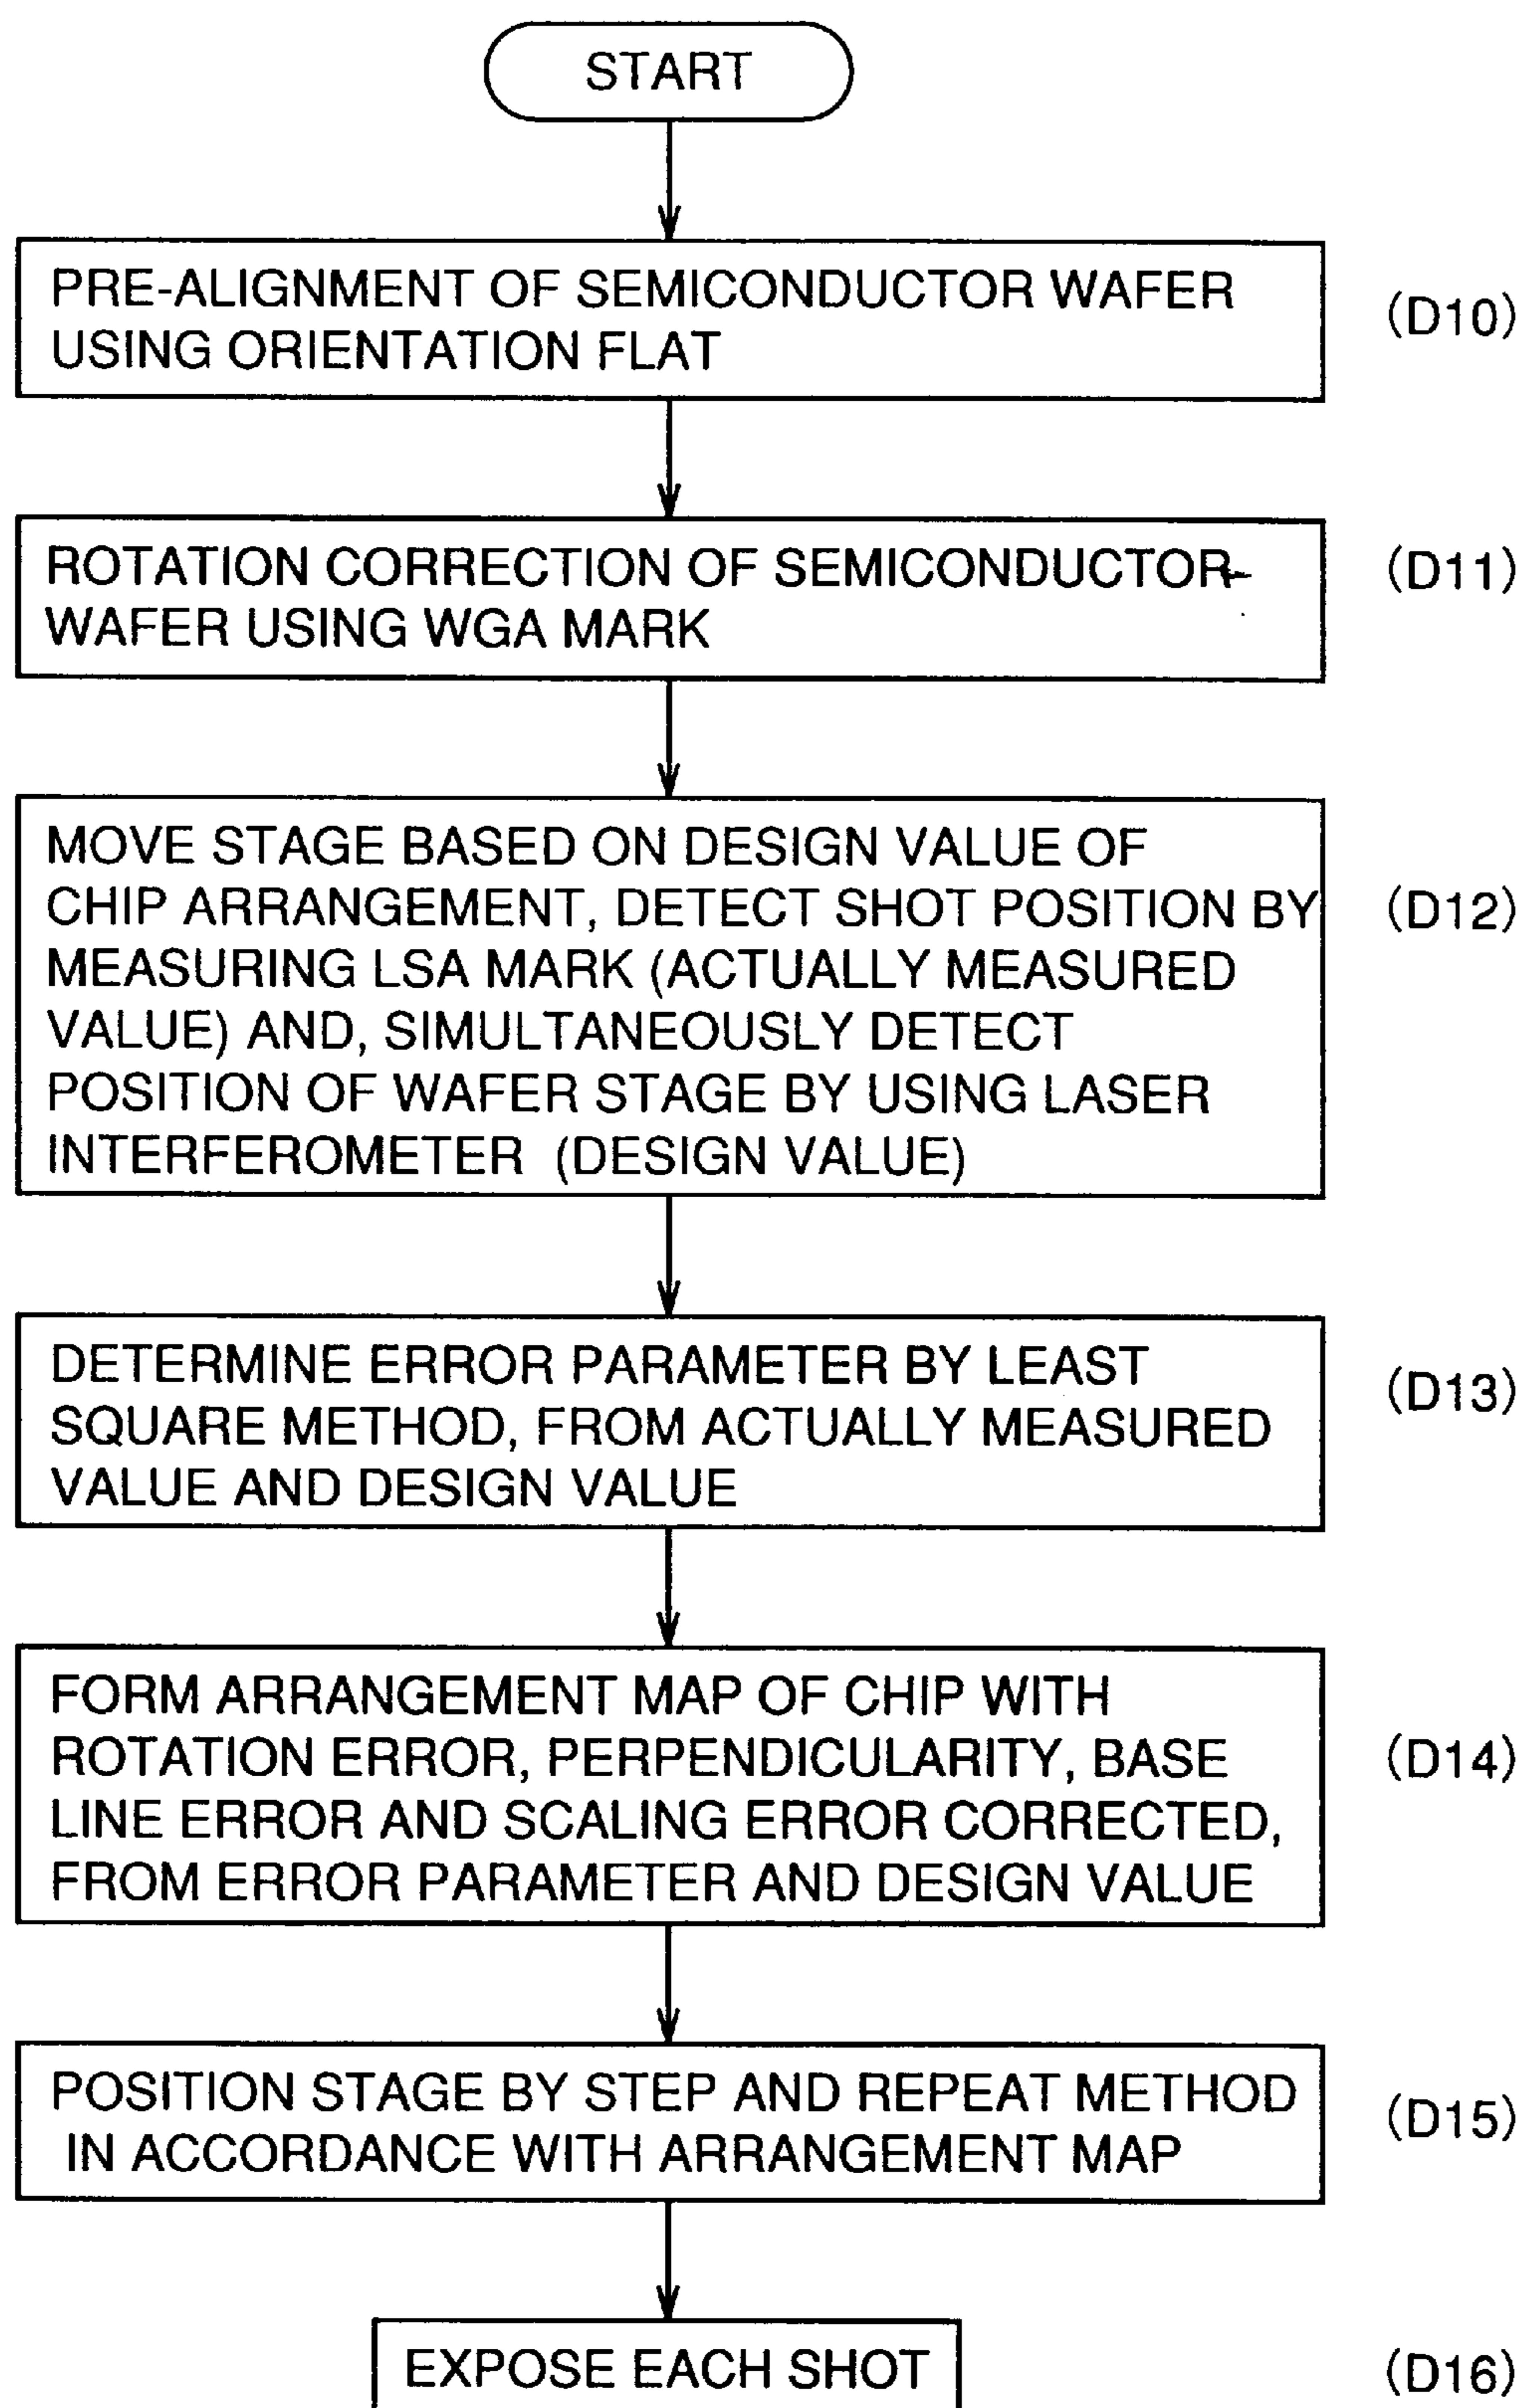 START
PRE-ALIGNMENT OF SEMICONDUCTOR WAFER
USING ORIENTATION FLAT
(D10)
ROTATION CORRECTION OF SEMICONDUCTOR
WAFER USING WGA MARK
(D11)
MOVE STAGE BASED ON DESIGN VALUE OF
CHIP ARRANGEMENT, DETECT SHOT POSITION BY
MEASURING LSA MARK (ACTUALLY MEASURED
VALUE) AND, SIMULTANEOUSLY DETECT
POSITION OF WAFER STAGE BY USING LASER
INTERFEROMETER (DESIGN VALUE)
(D12)
DETERMINE ERROR PARAMETER BY LEAST
SQUARE METHOD, FROM ACTUALLY MEASURED
VALUE AND DESIGN VALUE
(D13)
FORM ARRANGEMENT MAP OF CHIP WITH
ROTATION ERROR, PERPENDICULARITY, BASE
LINE ERROR AND SCALING ERROR CORRECTED,
FROM ERROR PARAMETER AND DESIGN VALUE
(D14)
POSITION STAGE BY STEP AND REPEAT METHOD
IN ACCORDANCE WITH ARRANGEMENT MAP
(D15)
EXPOSE EACH SHOT
(D16)